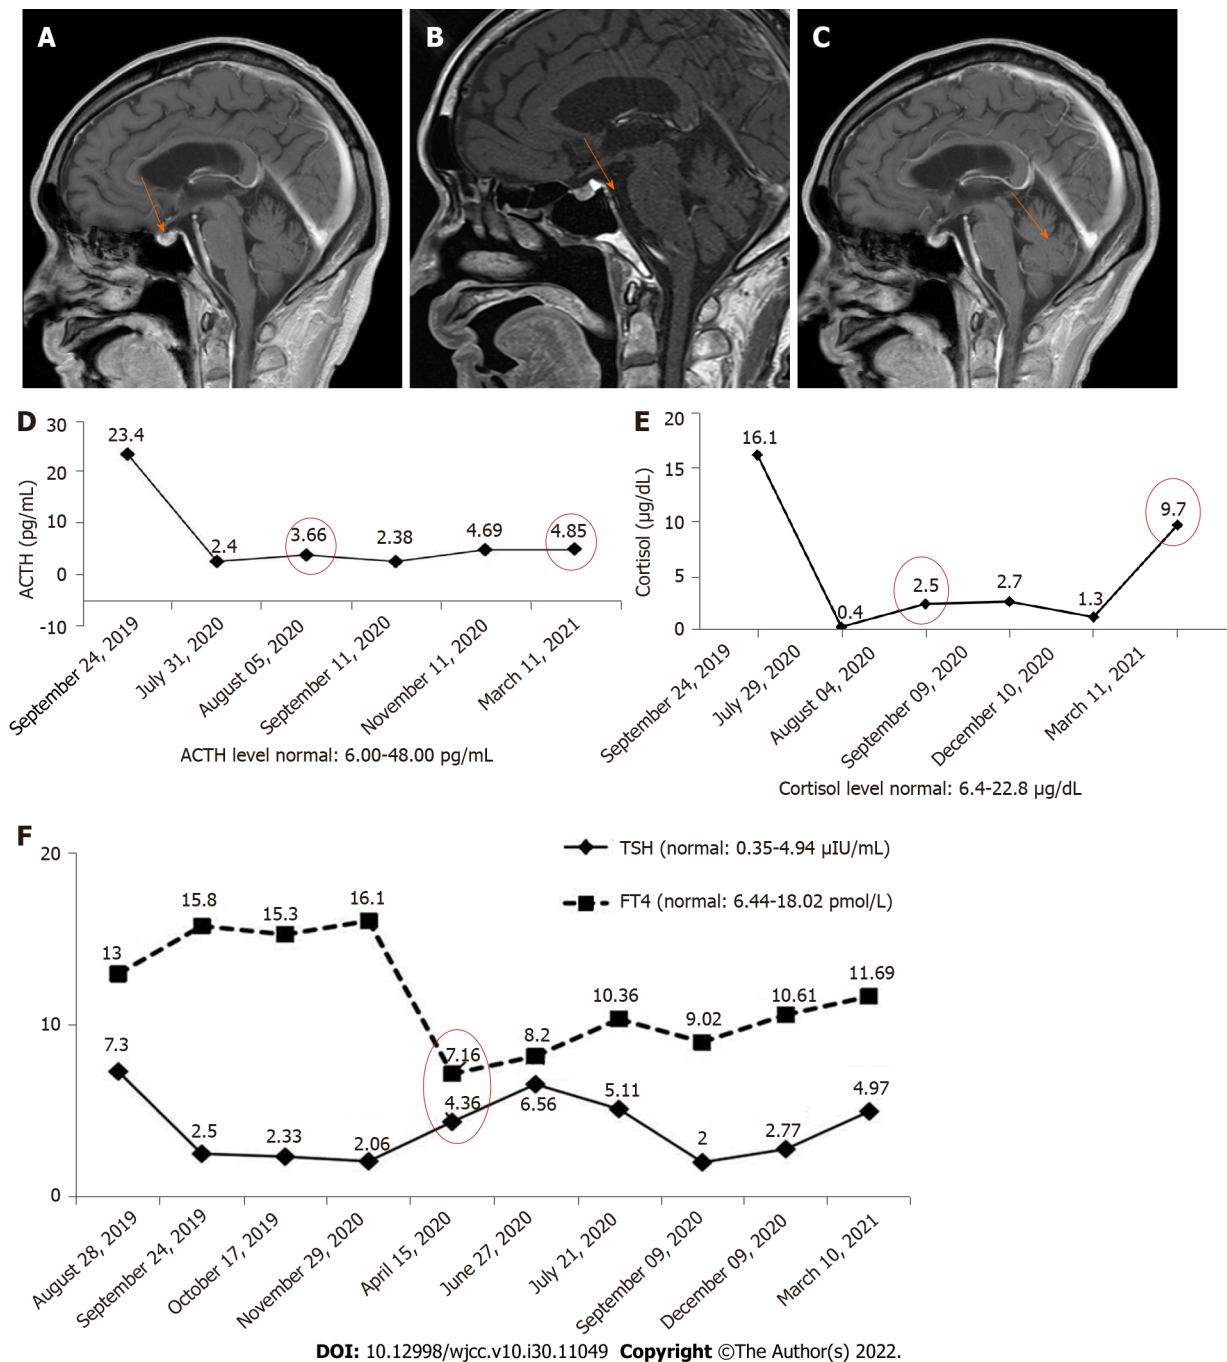 A
B
C
D
30
20
10
0
-10
ACTH (pg/mL)
23.4
2.4
3.66
2.38
4.69
4.85
September 24, 2019
July 31, 2020
August 05, 2020
September 11, 2020
November 11, 2020
March 11, 2021
ACTH level normal: 6.00-48.00 pg/mL
E
20
15
10
5
0
Cortisol (µg/dL)
16.1
0.4
2.5
2.7
1.3
9.7
September 24, 2019
July 29, 2020
August 04, 2020
September 09, 2020
December 10, 2020
March 11, 2021
Cortisol level normal: 6.4-22.8 µg/dL
F
20
10
0
TSH (normal: 0.35-4.94 µIU/mL)
FT4 (normal: 6.44-18.02 pmol/L)
13
15.8
15.3
16.1
7.16
8.2
10.36
9.02
10.61
11.69
7.3
2.5
2.33
2.06
4.36
6.56
5.11
2
2.77
4.97
August 28, 2019
September 24, 2019
October 17, 2019
November 29, 2020
April 15, 2020
June 27, 2020
July 21, 2020
September 09, 2020
December 09, 2020
March 10, 2021
DOI: 10.12998/wjcc.v10.i30.11049 Copyright ©The Author(s) 2022.